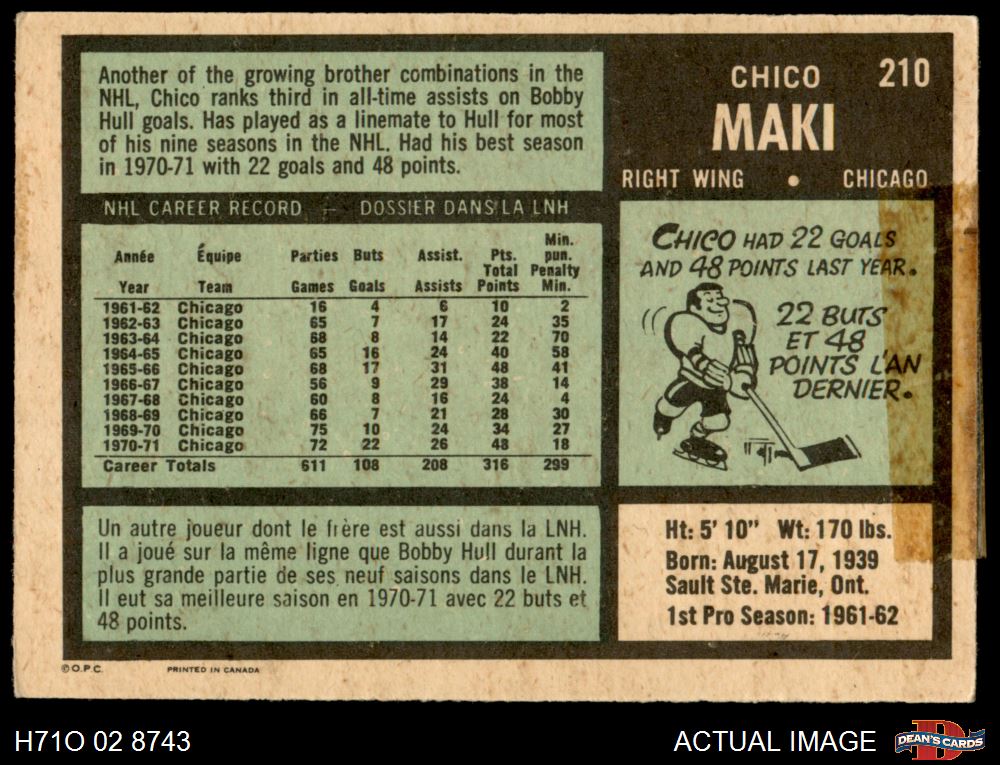 Another of the growing brother combinations in the
NHL, Chico ranks third in all-time assists on Bobby
Hull goals. Has played as a linemate to Hull for most
of his nine seasons in the NHL. Had his best season
in 1970-71 with 22 goals and 48 points.
CHICO 210
MAKI
RIGHT WING • CHICAGO
NHL CAREER RECORD — DOSSIER DANS LA LNH
Année Équipe Parties Buts Assist. Pts. Total Points Min. pun. Penalty Min.
Year Team Games Goals Assists
1961-62 Chicago 16 4 6 10 2
1962-63 Chicago 65 7 17 24 35
1963-64 Chicago 68 8 14 22 70
1964-65 Chicago 65 16 24 40 58
1965-66 Chicago 68 17 31 48 41
1966-67 Chicago 56 9 29 38 14
1967-68 Chicago 60 8 16 24 4
1968-69 Chicago 66 7 21 28 30
1969-70 Chicago 75 10 24 34 27
1970-71 Chicago 72 22 26 48 18
Career Totals 611 108 208 316 299
CHICO HAD 22 GOALS
AND 48 POINTS LAST YEAR.
22 BUTS
ET 48
POINTS L'AN
DERNIER.
Un autre joueur dont le frère est aussi dans la LNH.
Il a joué sur la même ligne que Bobby Hull durant la
plus grande partie de ses neuf saisons dans le LNH.
Il eut sa meilleure saison en 1970-71 avec 22 buts et
48 points.
Ht: 5' 10" Wt: 170 lbs.
Born: August 17, 1939
Sault Ste. Marie, Ont.
1st Pro Season: 1961-62
© O.P.C. PRINTED IN CANADA
H71O 02 8743
ACTUAL IMAGE
DEAN'S CARDS